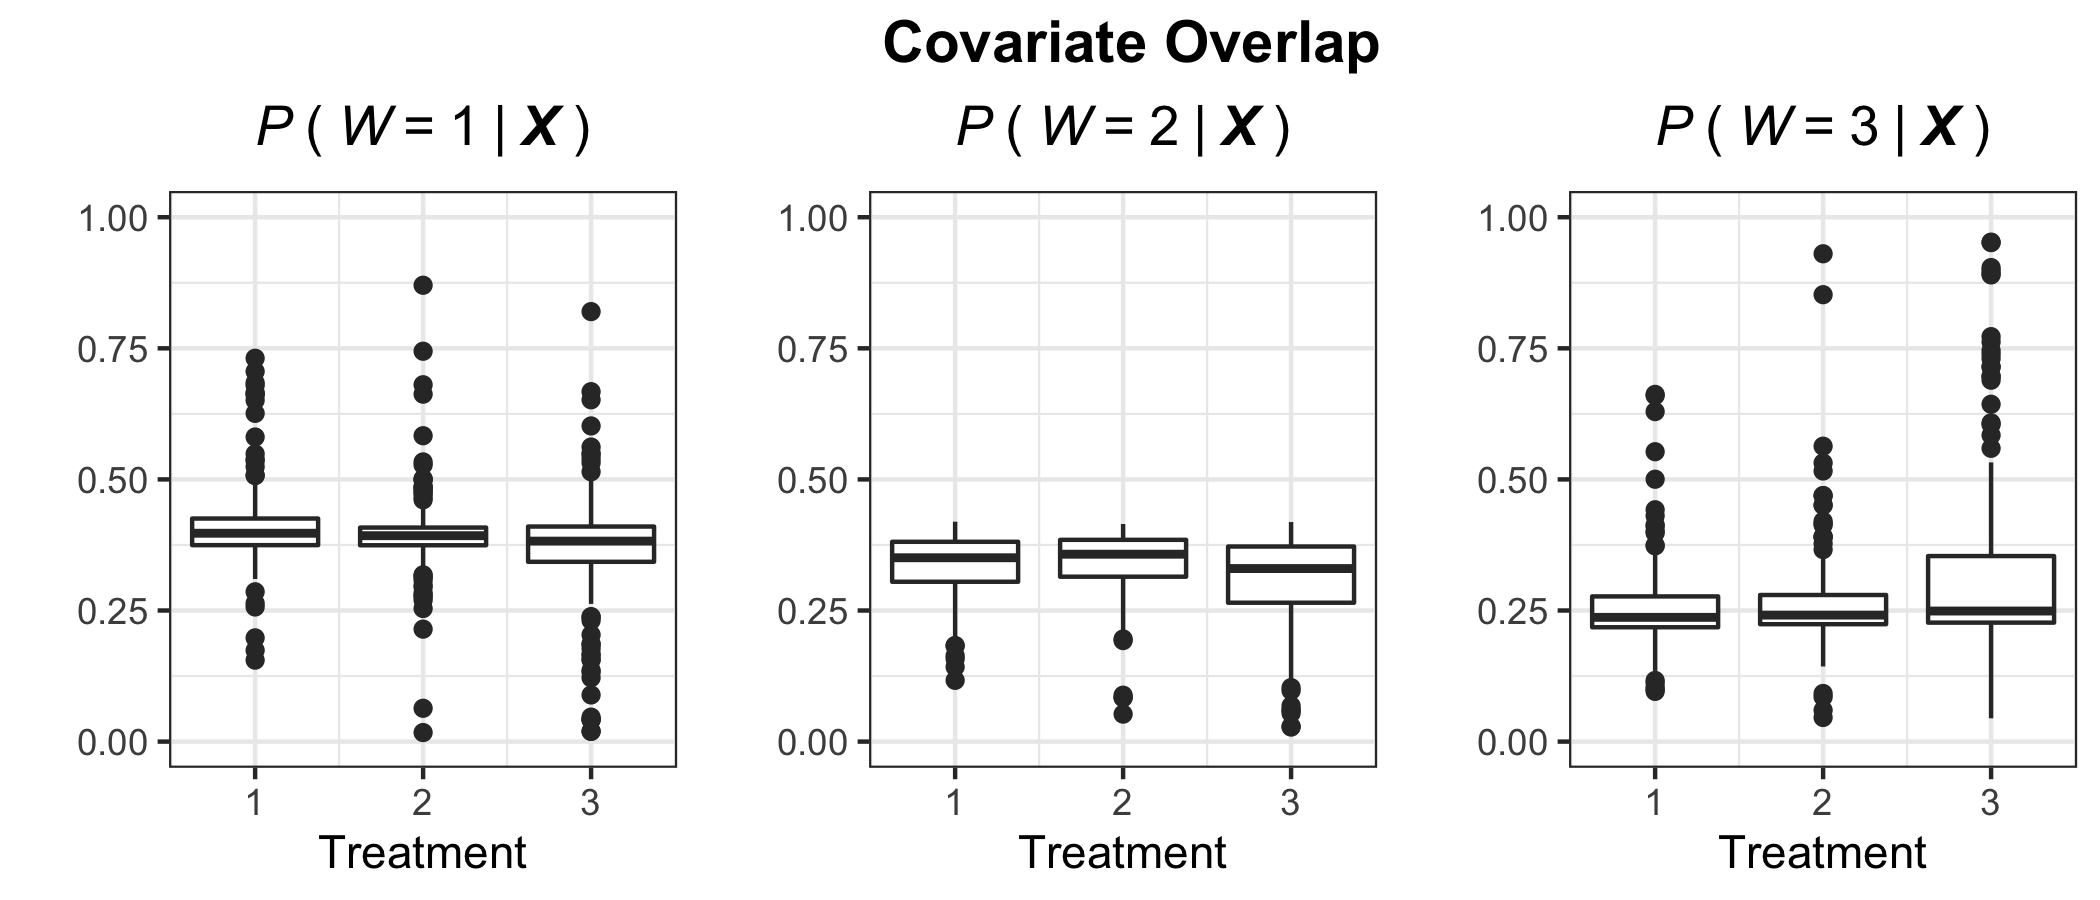 Covariate Overlap
P ( W = 1 | X ) P ( W = 2 | X ) P ( W = 3 | X )
1.00 1.00 1.00
0.75 0.75 0.75
0.50 0.50 0.50
0.25 0.25 0.25
0.00 0.00 0.00
1 2 3 1 2 3 1 2 3
Treatment Treatment Treatment